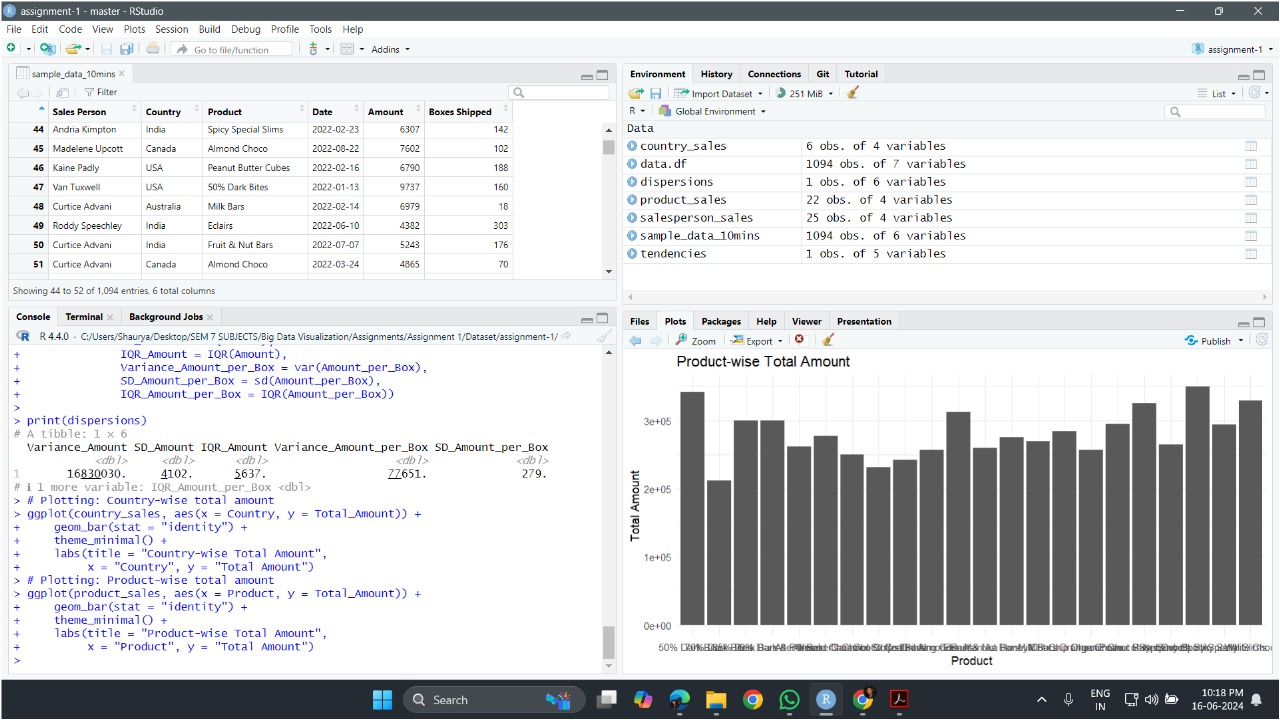 assignment-1 - master - RStudio
File Edit Code View Plots Session Build Debug Profile Tools Help
Go to file/function Addins assignment-1
sample_data_10mins
Filter
Sales Person Country Product Date Amount Boxes Shipped
44 Andria Kimpton India Spicy Special Slims 2022-02-23 6307 142
45 Madelene Upcott Canada Almond Choco 2022-08-22 7602 102
46 Kaine Padly USA Peanut Butter Cubes 2022-02-16 6790 188
47 Van Tuxwell USA 50% Dark Bites 2022-01-13 9737 160
48 Curtice Advani Australia Milk Bars 2022-02-14 6979 18
49 Roddy Speechley India Eclairs 2022-06-10 4382 303
50 Curtice Advani India Fruit & Nut Bars 2022-07-07 5243 176
51 Curtice Advani Canada Almond Choco 2022-03-24 4865 70
Showing 44 to 52 of 1,094 entries, 6 total columns
Console Terminal Background Jobs
R 4.4.0 · C:/Users/Shaurya/Desktop/SEM 7 SUBJECTS/Big Data Visualization/Assignments/Assignment 1/Dataset/assignment-1/
+ IQR_Amount = IQR(Amount),
+ Variance_Amount_per_Box = var(Amount_per_Box),
+ SD_Amount_per_Box = sd(Amount_per_Box),
+ IQR_Amount_per_Box = IQR(Amount_per_Box))
>
> print(dispersions)
# A tibble: 1 × 6
Variance_Amount SD_Amount IQR_Amount Variance_Amount_per_Box SD_Amount_per_Box
<dbl> <dbl> <dbl> <dbl> <dbl>
1 16830030. 4102. 5637. 77651. 279.
# ℹ 1 more variable: IQR_Amount_per_Box <dbl>
> # Plotting: Country-wise total amount
> ggplot(country_sales, aes(x = Country, y = Total_Amount)) +
+ geom_bar(stat = "identity") +
+ theme_minimal() +
+ labs(title = "Country-wise Total Amount",
+ x = "Country", y = "Total Amount")
> # Plotting: Product-wise total amount
> ggplot(product_sales, aes(x = Product, y = Total_Amount)) +
+ geom_bar(stat = "identity") +
+ theme_minimal() +
+ labs(title = "Product-wise Total Amount",
+ x = "Product", y = "Total Amount")
>
Environment History Connections Git Tutorial
Import Dataset 251 MiB List
R Global Environment
Data
country_sales 6 obs. of 4 variables
data.df 1094 obs. of 7 variables
dispersions 1 obs. of 6 variables
product_sales 22 obs. of 4 variables
salesperson_sales 25 obs. of 4 variables
sample_data_10mins 1094 obs. of 6 variables
tendencies 1 obs. of 5 variables
Files Plots Packages Help Viewer Presentation
Zoom Export Publish
Product-wise Total Amount
Total Amount
3e+05
2e+05
1e+05
0e+00
50%
Product
Search
ENG
IN
10:18 PM
16-06-2024